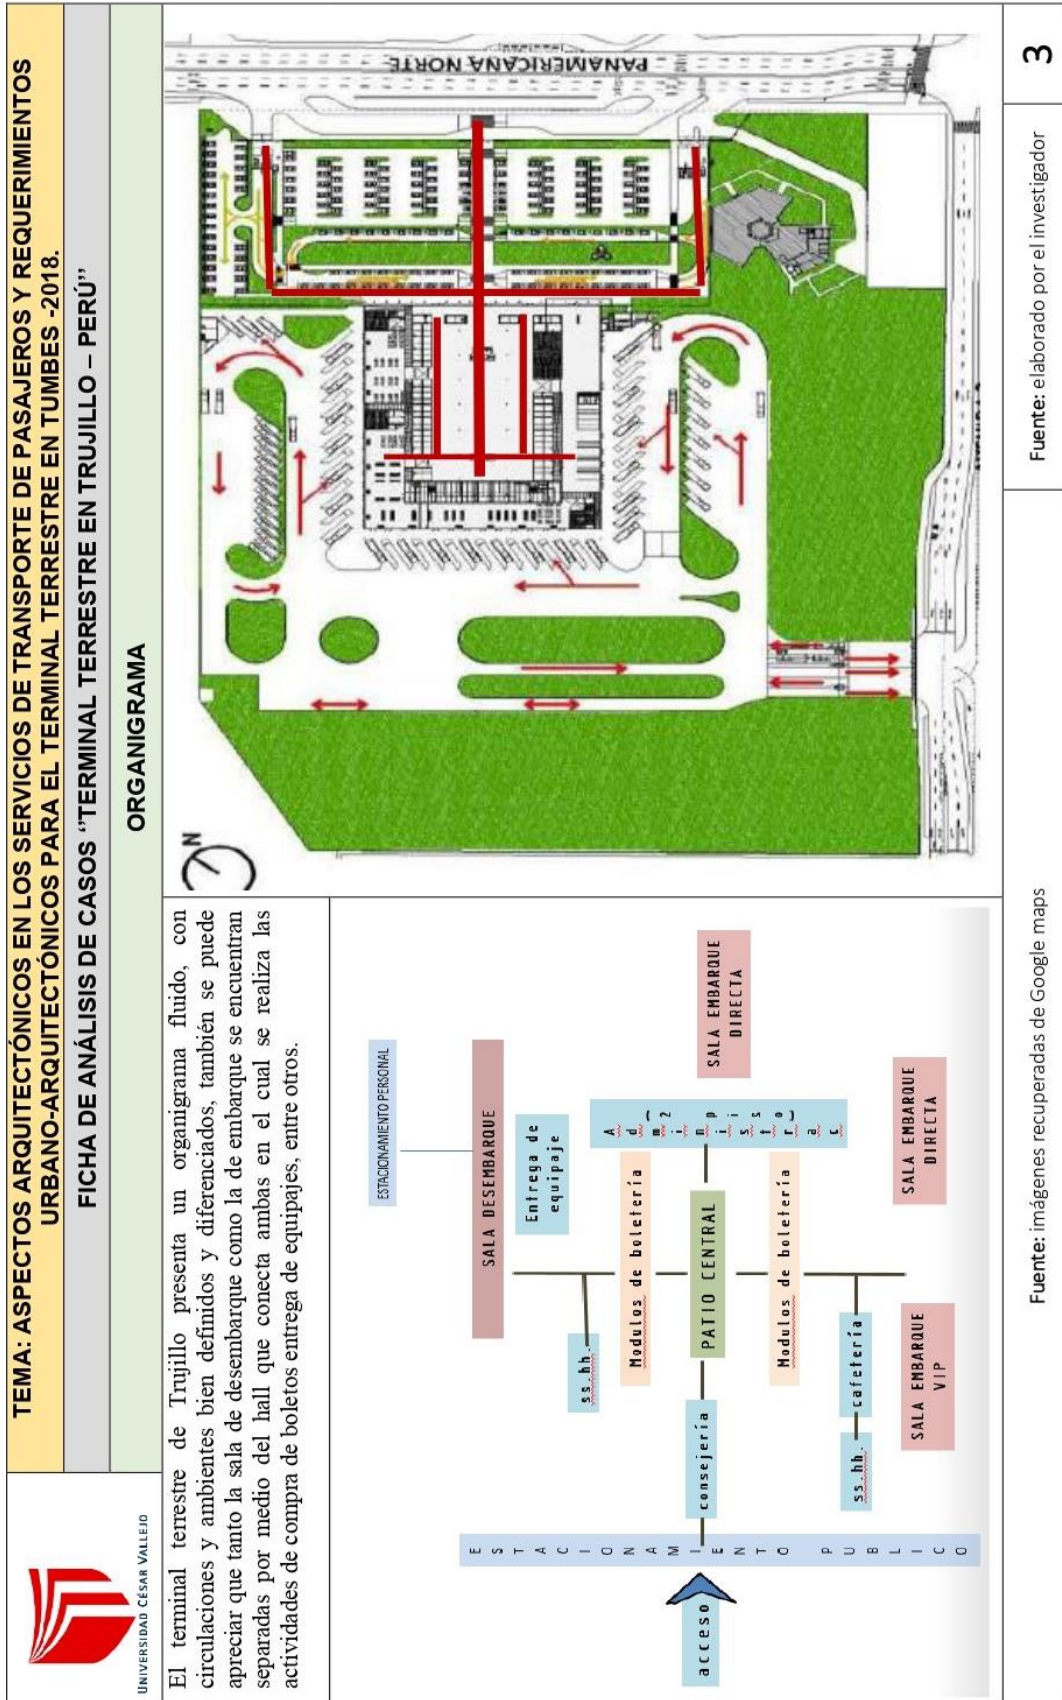 UNIVERSIDAD CÉSAR VALLEJO
TEMA: ASPECTOS ARQUITECTÓNICOS EN LOS SERVICIOS DE TRANSPORTE DE PASAJEROS Y REQUERIMIENTOS
URBANO-ARQUITECTÓNICOS PARA EL TERMINAL TERRESTRE EN TUMBES -2018.
FICHA DE ANÁLISIS DE CASOS “TERMINAL TERRESTRE EN TRUJILLO – PERÚ”
ORGANIGRAMA
El terminal terrestre de Trujillo presenta un organigrama fluido, con
circulaciones y ambientes bien definidos y diferenciados, también se puede
apreciar que tanto la sala de desembarque como la de embarque se encuentran
separadas por medio del hall que conecta ambas en el cual se realiza las
actividades de compra de boletos entrega de equipajes, entre otros.
ESTACIONAMIENTO PERSONAL
SALA DESEMBARQUE
Entrega de
equipaje
ss.hh.
Modulos de boletería
acceso
ESTACIONAMIENTO PUBLICO
consejería
PATIO CENTRAL
SALA EMBARQUE
DIRECTA
Modulos de boletería
ss.hh.
cafetería
SALA EMBARQUE
DIRECTA
SALA EMBARQUE
VIP
N
PANAMERICANA NORTE
Fuente: imágenes recuperadas de Google maps
Fuente: elaborado por el investigador
3